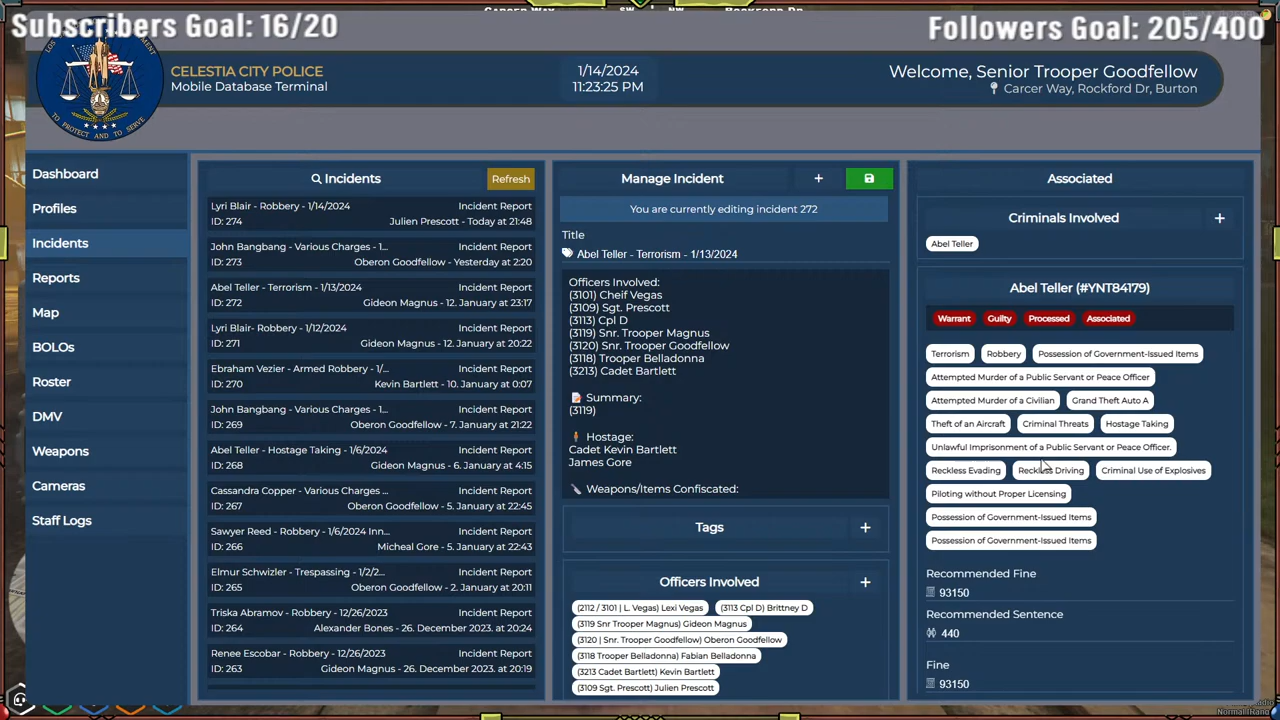 Subscribers Goal: 16/20
Followers Goal: 205/400
CELESTIA CITY POLICE
Mobile Database Terminal
1/14/2024
11:23:25 PM
Welcome, Senior Trooper Goodfellow
Carcer Way, Rockford Dr, Burton
TO PROTECT AND TO SERVE
Dashboard
Profiles
Incidents
Reports
Map
BOLOs
Roster
DMV
Weapons
Cameras
Staff Logs
Incidents
Refresh
Lyri Blair - Robbery - 1/14/2024 Incident Report
ID: 274 Julien Prescott - Today at 21:48
John Bangbang - Various Charges - 1... Incident Report
ID: 273 Oberon Goodfellow - Yesterday at 2:20
Abel Teller - Terrorism - 1/13/2024 Incident Report
ID: 272 Gideon Magnus - 12. January at 23:17
Lyri Blair- Robbery - 1/12/2024 Incident Report
ID: 271 Gideon Magnus - 12. January at 20:22
Ebraham Vezier - Armed Robbery - 1/... Incident Report
ID: 270 Kevin Bartlett - 10. January at 0:07
John Bangbang - Various Charges - 1... Incident Report
ID: 269 Oberon Goodfellow - 7. January at 21:22
Abel Teller - Hostage Taking - 1/6/2024 Incident Report
ID: 268 Gideon Magnus - 6. January at 4:15
Cassandra Copper - Various Charges ... Incident Report
ID: 267 Oberon Goodfellow - 5. January at 22:45
Sawyer Reed - Robbery - 1/6/2024 Inn... Incident Report
ID: 266 Micheal Gore - 5. January at 22:43
Elmur Schwizler - Trespassing - 1/2/2... Incident Report
ID: 265 Oberon Goodfellow - 2. January at 20:11
Triska Abramov - Robbery - 12/26/2023 Incident Report
ID: 264 Alexander Bones - 26. December 2023. at 20:24
Renee Escobar - Robbery - 12/26/2023 Incident Report
ID: 263 Gideon Magnus - 26. December 2023. at 20:19
Manage Incident
You are currently editing incident 272
Title
Abel Teller - Terrorism - 1/13/2024
Officers Involved:
(3101) Cheif Vegas
(3109) Sgt. Prescott
(3113) Cpl D
(3119) Snr. Trooper Magnus
(3120) Snr. Trooper Goodfellow
(3118) Trooper Belladonna
(3213) Cadet Bartlett
📝 Summary:
(3119)
🧍 Hostage:
Cadet Kevin Bartlett
James Gore
Weapons/Items Confiscated:
Tags
Officers Involved
(2112 / 3101 | L. Vegas) Lexi Vegas
(3113 Cpl D) Brittney D
(3119 Snr Trooper Magnus) Gideon Magnus
(3120 | Snr. Trooper Goodfellow) Oberon Goodfellow
(3118 Trooper Belladonna) Fabian Belladonna
(3213 Cadet Bartlett) Kevin Bartlett
(3109 Sgt. Prescott) Julien Prescott
Associated
Criminals Involved
Abel Teller
Abel Teller (#YNT84179)
Warrant Guilty Processed Associated
Terrorism Robbery Possession of Government-Issued Items
Attempted Murder of a Public Servant or Peace Officer
Attempted Murder of a Civilian Grand Theft Auto A
Theft of an Aircraft Criminal Threats Hostage Taking
Unlawful Imprisonment of a Public Servant or Peace Officer.
Reckless Evading Reckless Driving Criminal Use of Explosives
Piloting without Proper Licensing
Possession of Government-Issued Items
Possession of Government-Issued Items
Recommended Fine
93150
Recommended Sentence
440
Fine
93150